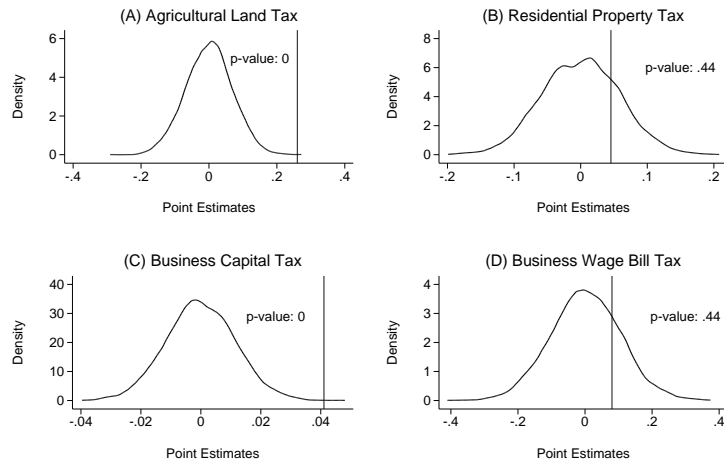 (A) Agricultural Land Tax
p-value: 0
Density
6
4
2
0
-.4 -.2 0 .2 .4
Point Estimates
(B) Residential Property Tax
p-value: .44
Density
8
6
4
2
0
-.2 -.1 0 .1 .2
Point Estimates
(C) Business Capital Tax
p-value: 0
Density
40
30
20
10
0
-.04 -.02 0 .02 .04
Point Estimates
(D) Business Wage Bill Tax
p-value: .44
Density
4
3
2
1
0
-.4 -.2 0 .2 .4
Point Estimates